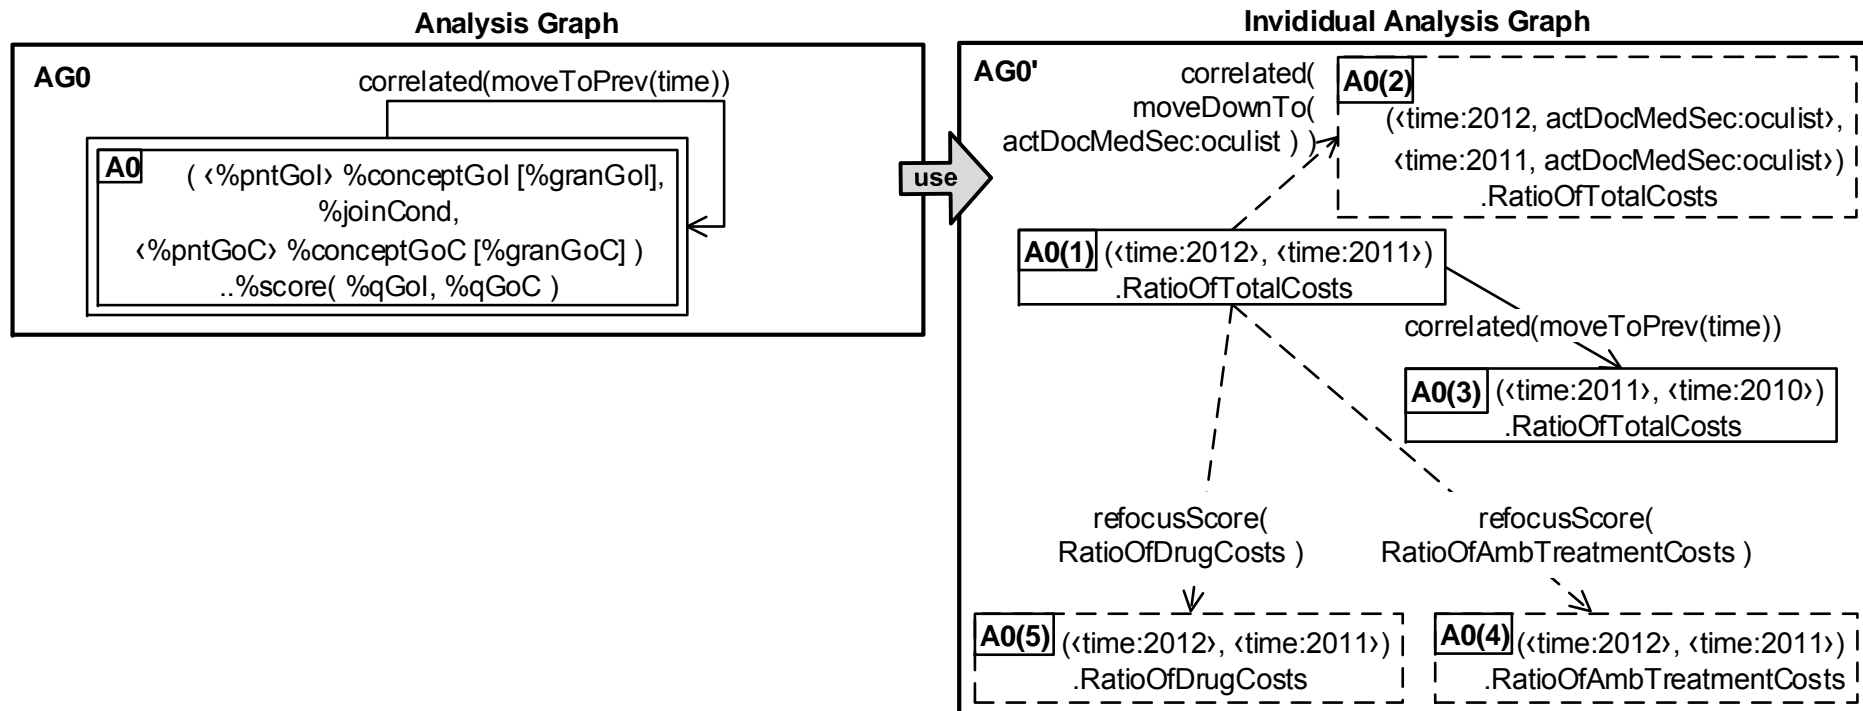 Analysis Graph
AG0
correlated(moveToPrev(time))
A0
( ‹%pntGoI› %conceptGoI [%granGoI],
%joinCond,
‹%pntGoC› %conceptGoC [%granGoC] )
..%score( %qGoI, %qGoC )
use
Invididual Analysis Graph
AG0'
correlated(
moveDownTo(
actDocMedSec:oculist ) )
A0(2)
(‹time:2012, actDocMedSec:oculist›,
‹time:2011, actDocMedSec:oculist›)
.RatioOfTotalCosts
A0(1) (‹time:2012›, ‹time:2011›)
.RatioOfTotalCosts
correlated(moveToPrev(time))
A0(3) (‹time:2011›, ‹time:2010›)
.RatioOfTotalCosts
refocusScore(
RatioOfDrugCosts )
refocusScore(
RatioOfAmbTreatmentCosts )
A0(5) (‹time:2012›, ‹time:2011›)
.RatioOfDrugCosts
A0(4) (‹time:2012›, ‹time:2011›)
.RatioOfAmbTreatmentCosts